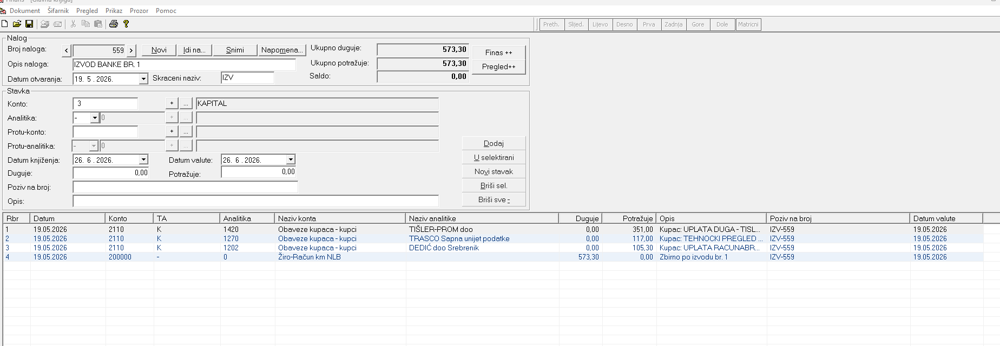 Finans - [Glavna knjiga]
Dokument Šifarnik Pregled Prikaz Prozor Pomoc
Preth. Slijed. Lijevo Desno Prva Zadnja Gore Dole Matricni
Nalog
Broj naloga: < 559 > Novi Idi na... Snimi Napomena... Ukupno duguje: 573,30 Finas ++
Opis naloga: IZVOD BANKE BR. 1 Ukupno potražuje: 573,30 Pregled++
Datum otvaranja: 19. 5 . 2026. Skraceni naziv: IZV Saldo: 0,00
Stavka
Konto: 3 + ... KAPITAL
Analitika: - 0 + ...
Protu-konto: + ...
Protu-analitika: - 0 + ... Dodaj
Datum knjiženja: 26. 6 . 2026. Datum valute: 26. 6 . 2026. U selektirani
Duguje: 0,00 Potražuje: 0,00 Novi stavak
Poziv na broj: Briši sel.
Opis: Briši sve -
Rbr Datum Konto TA Analitika Naziv konta Naziv analitike Duguje Potražuje Opis Poziv na broj Datum valute
1 19.05.2026 2110 K 1420 Obaveze kupaca - kupci TIŠLER-PROM doo 0,00 351,00 Kupac: UPLATA DUGA - TISL... IZV-559 19.05.2026
2 19.05.2026 2110 K 1270 Obaveze kupaca - kupci TRASCO Sapna unijet podatke 0,00 117,00 Kupac: TEHNOCKI PREGLED ... IZV-559 19.05.2026
3 19.05.2026 2110 K 1202 Obaveze kupaca - kupci DEDIĆ doo Srebrenik 0,00 105,30 Kupac: UPLATA RACUNABR... IZV-559 19.05.2026
4 19.05.2026 200000 - 0 Žiro-Račun km NLB 573,30 0,00 Zbirno po izvodu br. 1 IZV-559 19.05.2026